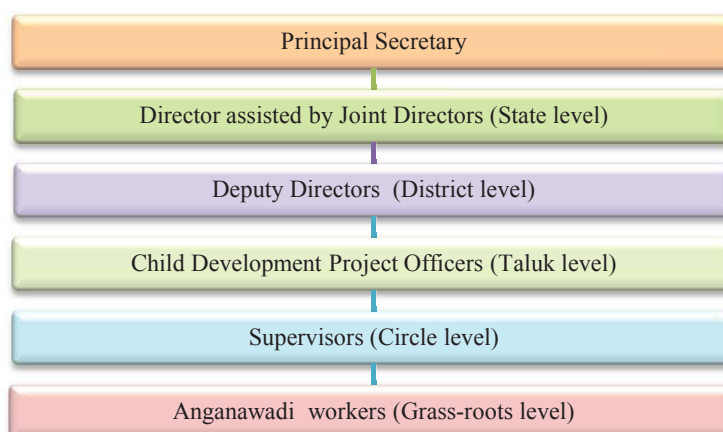 Principal Secretary
Director assisted by Joint Directors (State level)
Deputy Directors (District level)
Child Development Project Officers (Taluk level)
Supervisors (Circle level)
Anganawadi workers (Grass-roots level)